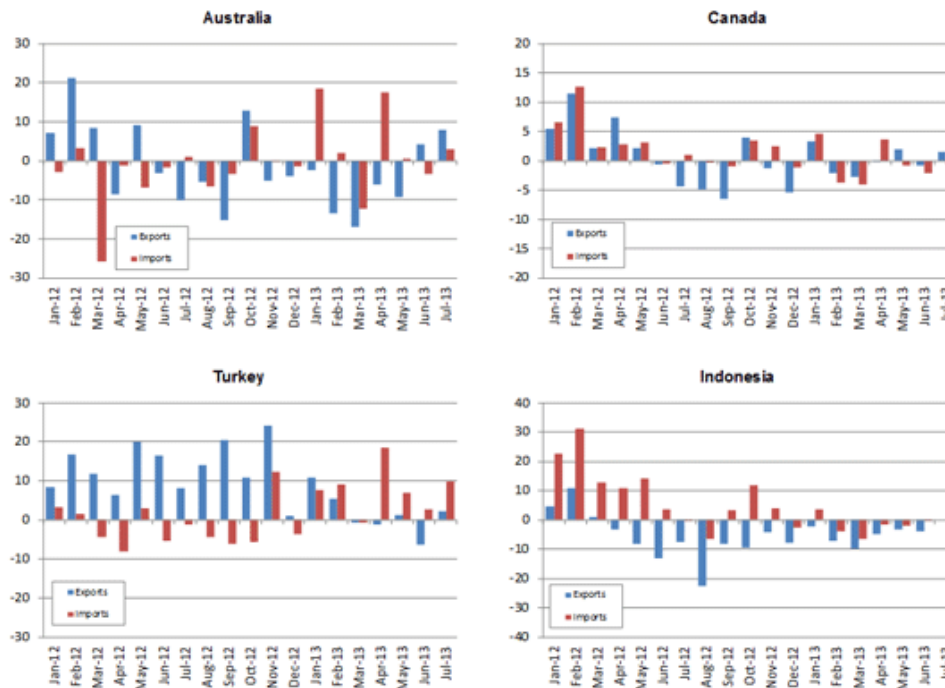 Australia
30
20
10
0
-10
-20
-30
Exports
Imports
Jan-12
Feb-12
Mar-12
Apr-12
May-12
Jun-12
Jul-12
Aug-12
Sep-12
Oct-12
Nov-12
Dec-12
Jan-13
Feb-13
Mar-13
Apr-13
May-13
Jun-13
Jul-13
Canada
20
15
10
5
0
-5
-10
-15
-20
Exports
Imports
Jan-12
Feb-12
Mar-12
Apr-12
May-12
Jun-12
Jul-12
Aug-12
Sep-12
Oct-12
Nov-12
Dec-12
Jan-13
Feb-13
Mar-13
Apr-13
May-13
Jun-13
Turkey
30
20
10
0
-10
-20
-30
Exports
Imports
Jan-12
Feb-12
Mar-12
Apr-12
May-12
Jun-12
Jul-12
Aug-12
Sep-12
Oct-12
Nov-12
Dec-12
Jan-13
Feb-13
Mar-13
Apr-13
May-13
Jun-13
Jul-13
Indonesia
40
30
20
10
0
-10
-20
-30
-40
Exports
Imports
Jan-12
Feb-12
Mar-12
Apr-12
May-12
Jun-12
Jul-12
Aug-12
Sep-12
Oct-12
Nov-12
Dec-12
Jan-13
Feb-13
Mar-13
Apr-13
May-13
Jun-13